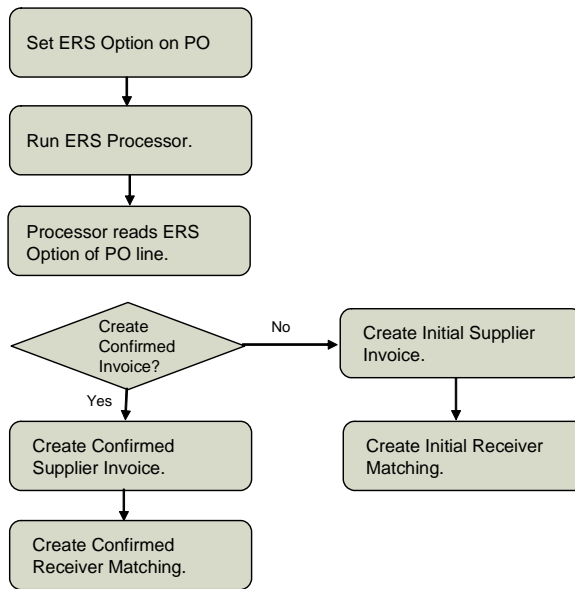 Set ERS Option on PO
Run ERS Processor.
Processor reads ERS
Option of PO line.
Create
Confirmed
Invoice?
No
Create Initial Supplier
Invoice.
Yes
Create Confirmed
Supplier Invoice.
Create Initial Receiver
Matching.
Create Confirmed
Receiver Matching.